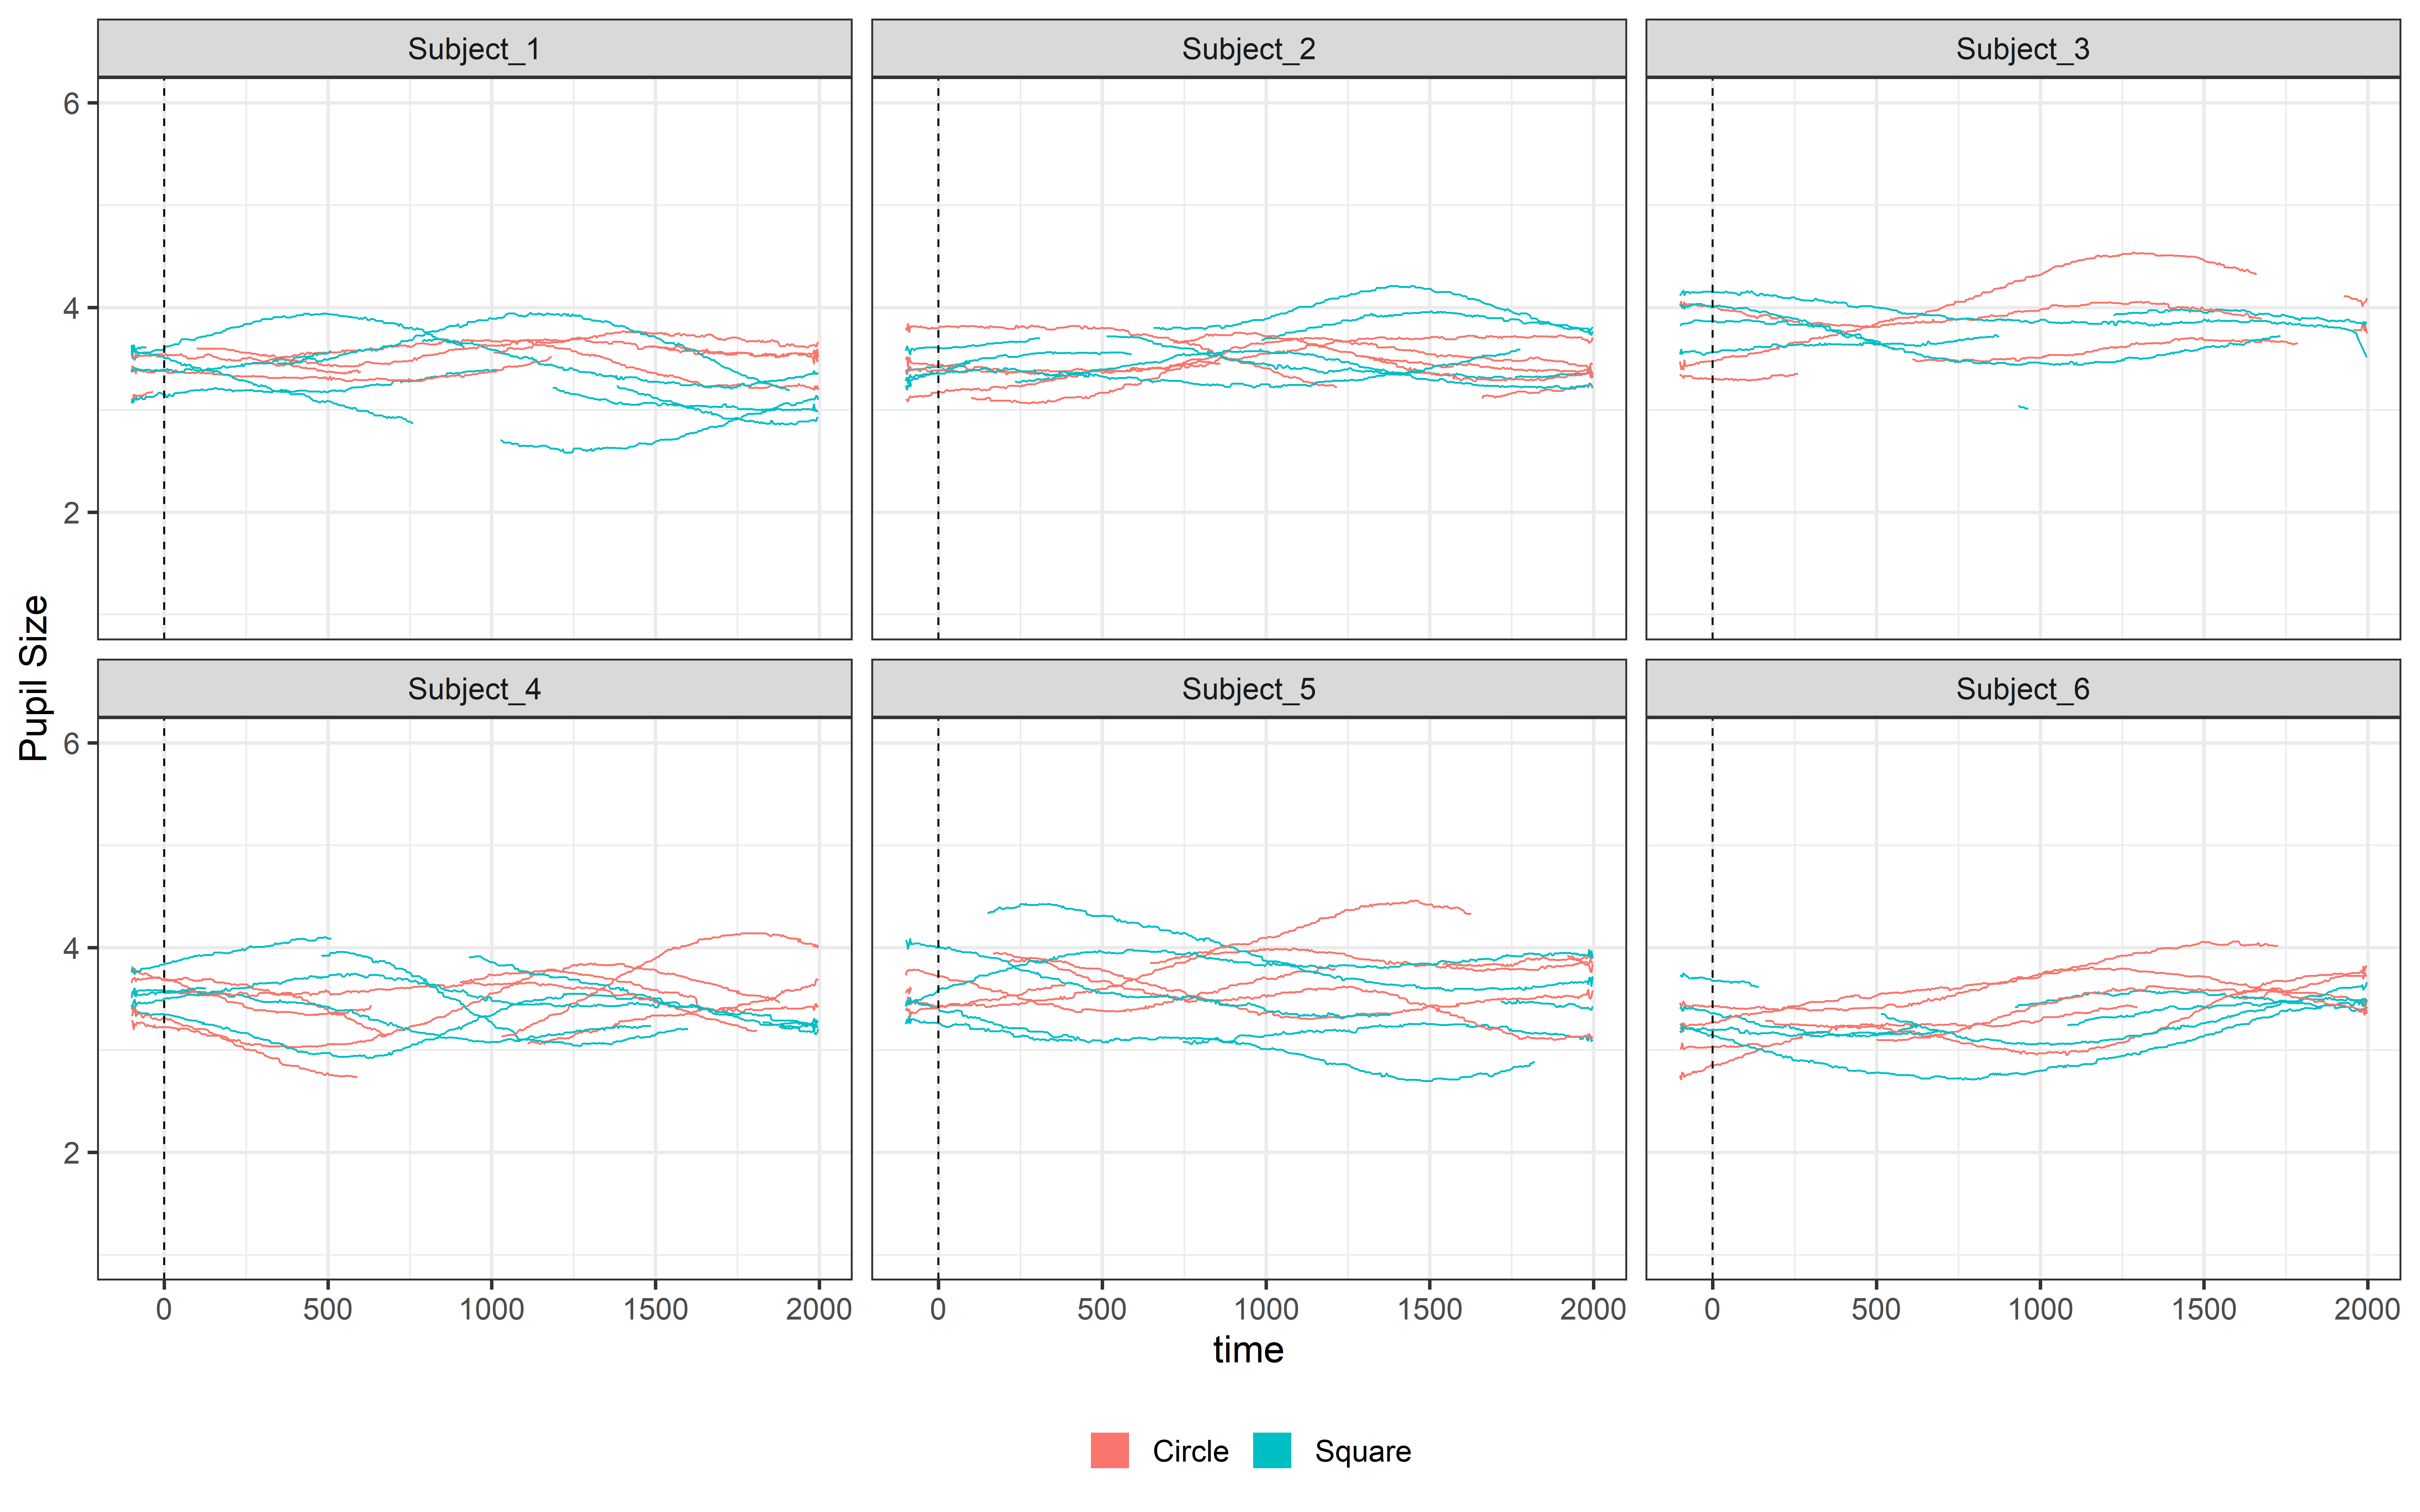 Subject_1 Subject_2 Subject_3
6
4
2
Subject_4 Subject_5 Subject_6
6
4
2
Pupil Size
0 500 1000 1500 2000 0 500 1000 1500 2000 0 500 1000 1500 2000
time
Circle Square